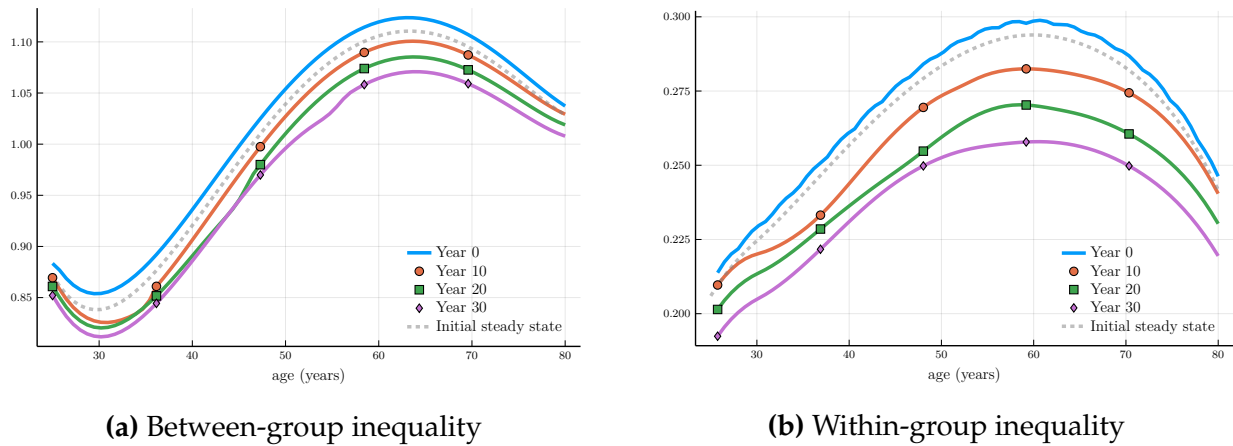 1.10
1.05
1.00
0.95
0.90
0.85
Year 0
Year 10
Year 20
Year 30
Initial steady state
30 40 50 60 70 80
age (years)
(a) Between-group inequality
0.300
0.275
0.250
0.225
0.200
Year 0
Year 10
Year 20
Year 30
Initial steady state
30 40 50 60 70 80
age (years)
(b) Within-group inequality